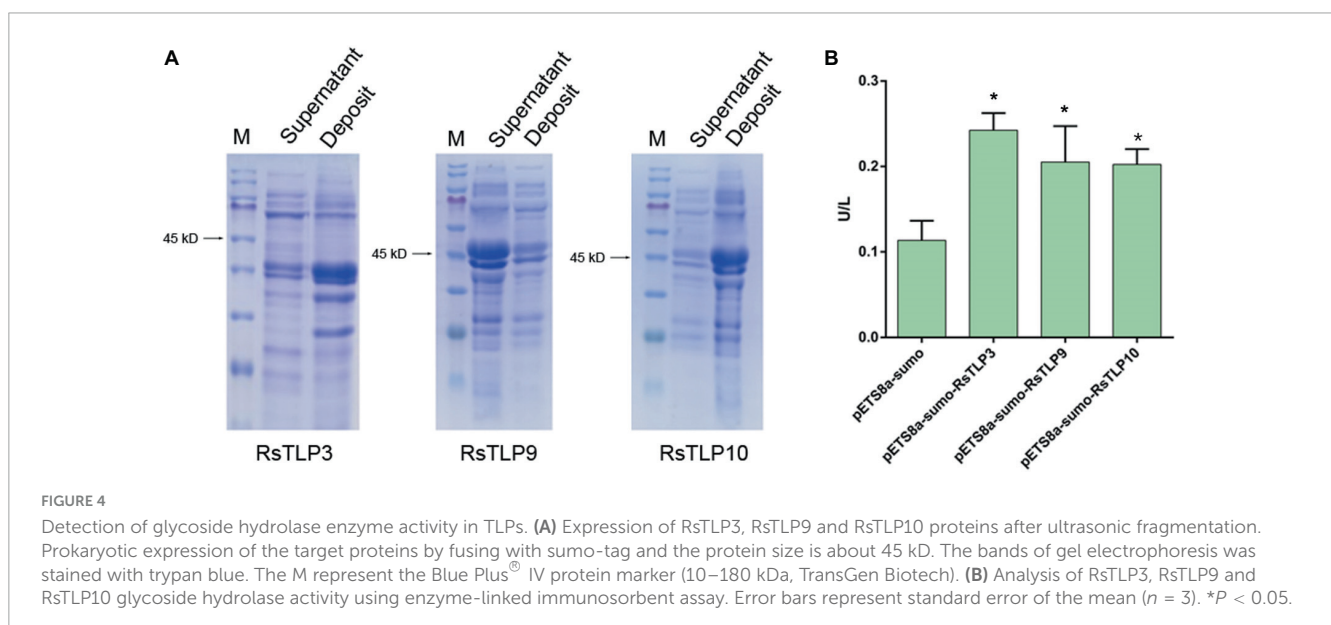 A
M
Supernatant
Deposit
M
Supernatant
Deposit
M
Supernatant
Deposit
45 kD
45 kD
45 kD
RsTLP3
RsTLP9
RsTLP10
B
0.3
0.2
0.1
0.0
U/L
*
*
*
pETS8a-sumo
pETS8a-sumo-RsTLP3
pETS8a-sumo-RsTLP9
pETS8a-sumo-RsTLP10
FIGURE 4
Detection of glycoside hydrolase enzyme activity in TLPs. (A) Expression of RsTLP3, RsTLP9 and RsTLP10 proteins after ultrasonic fragmentation.
Prokaryotic expression of the target proteins by fusing with sumo-tag and the protein size is about 45 kD. The bands of gel electrophoresis was
stained with trypan blue. The M represent the Blue Plus® IV protein marker (10–180 kDa, TransGen Biotech). (B) Analysis of RsTLP3, RsTLP9 and
RsTLP10 glycoside hydrolase activity using enzyme-linked immunosorbent assay. Error bars represent standard error of the mean (n = 3). *P < 0.05.